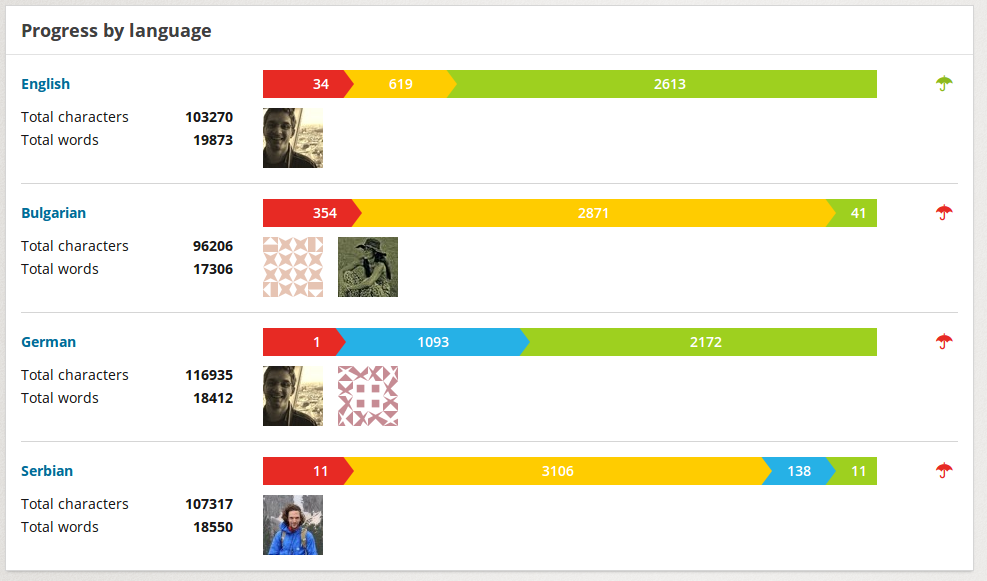 Progress by language
English 34 619 2613
Total characters 103270
Total words 19873
Bulgarian 354 2871 41
Total characters 96206
Total words 17306
German 1 1093 2172
Total characters 116935
Total words 18412
Serbian 11 3106 138 11
Total characters 107317
Total words 18550